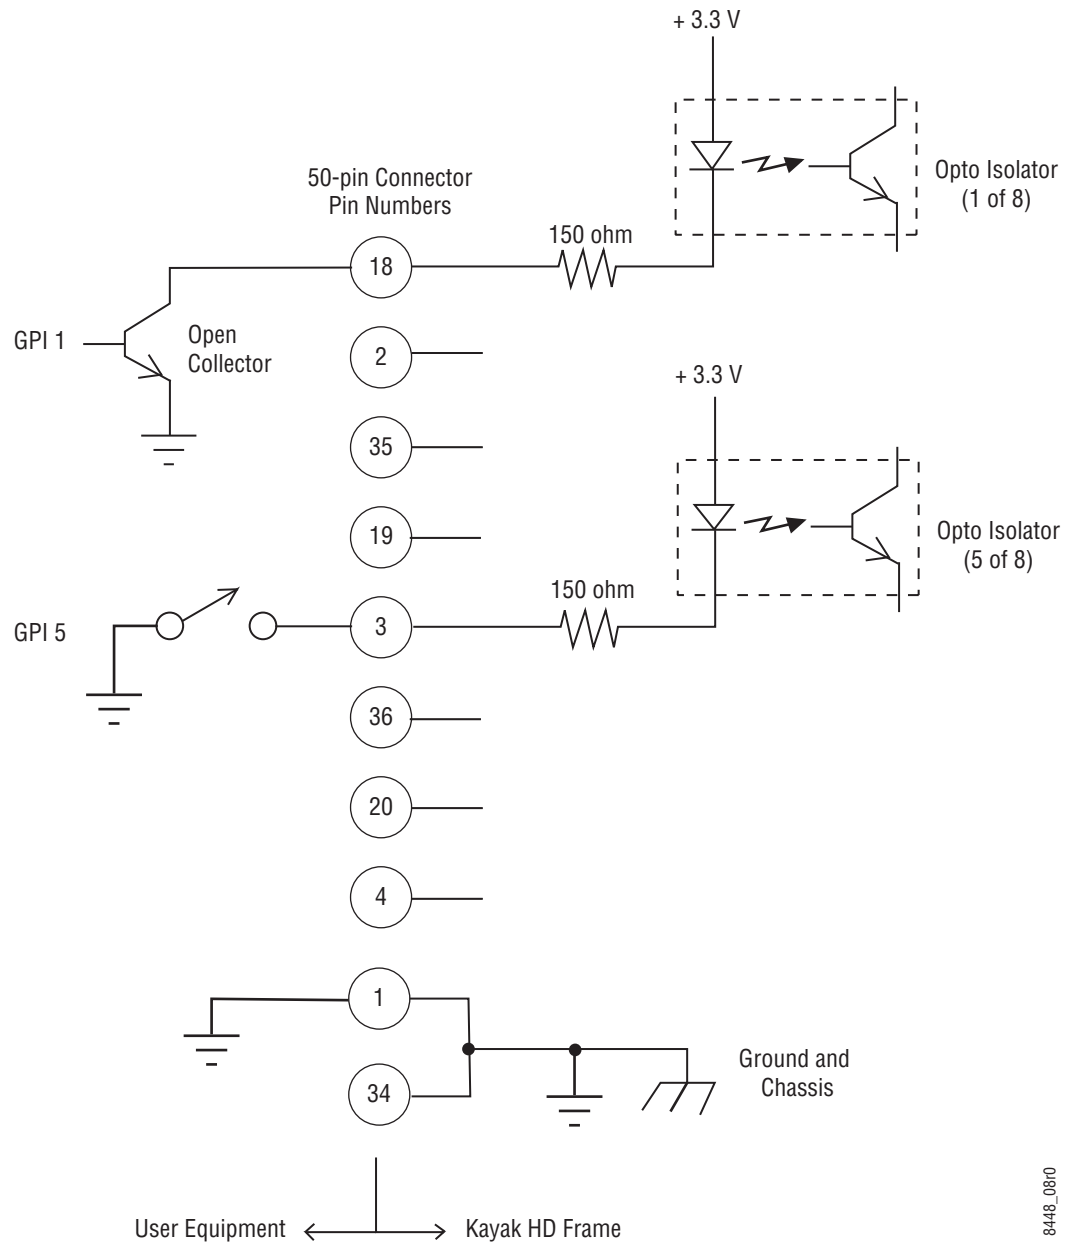 + 3.3 V
50-pin Connector
Pin Numbers
Opto Isolator
(1 of 8)
150 ohm
18
GPI 1
Open
Collector
2
+ 3.3 V
35
19
Opto Isolator
(5 of 8)
150 ohm
GPI 5
3
36
20
4
1
Ground and
Chassis
34
User Equipment
Kayak HD Frame
8448_08r0